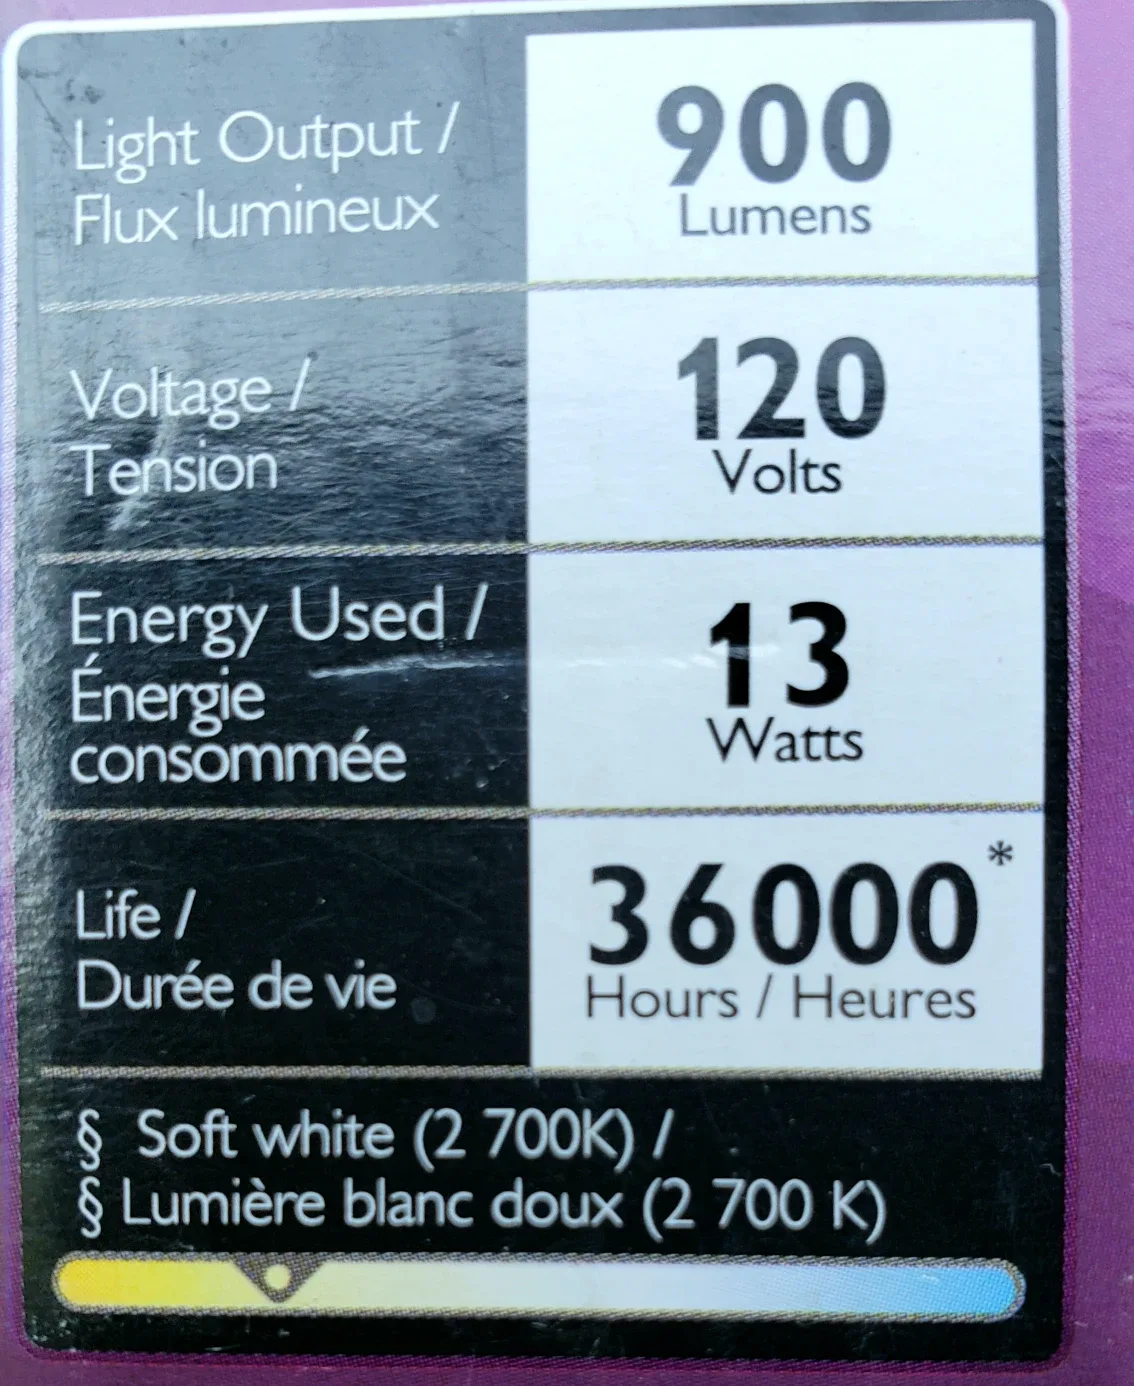 Light Output /
Flux lumineux
900
Lumens
Voltage /
Tension
120
Volts
Energy Used /
Énergie
consommée
13
Watts
Life /
Durée de vie
36000*
Hours / Heures
§ Soft white (2 700K) /
§ Lumière blanc doux (2 700 K)